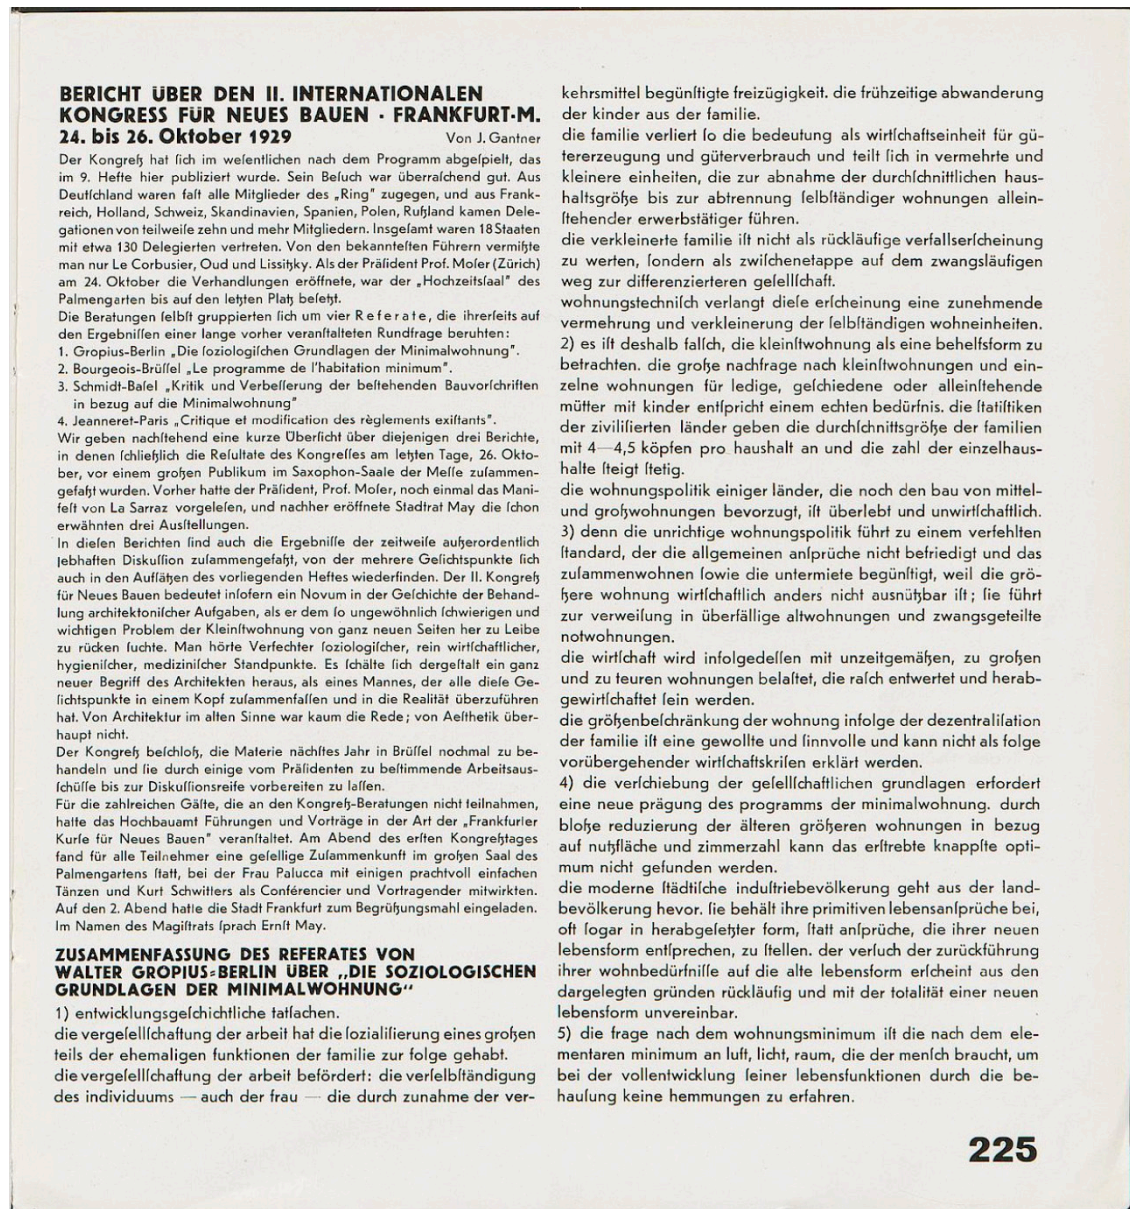 BERICHT ÜBER DEN II. INTERNATIONALEN
KONGRESS FÜR NEUES BAUEN · FRANKFURT·M.
24. bis 26. Oktober 1929 Von J. Gantner
Der Kongreß hat ſich im weſentlichen nach dem Programm abgeſpielt, das
im 9. Hefte hier publiziert wurde. Sein Beſuch war überraſchend gut. Aus
Deutſchland waren faſt alle Mitglieder des „Ring" zugegen, und aus Frank-
reich, Holland, Schweiz, Skandinavien, Spanien, Polen, Rußland kamen Dele-
gationen von teilweiſe zehn und mehr Mitgliedern. Insgeſamt waren 18 Staaten
mit etwa 130 Delegierten vertreten. Von den bekannteſten Führern vermißte
man nur Le Corbusier, Oud und Lissitzky. Als der Präſident Prof. Moſer (Zürich)
am 24. Oktober die Verhandlungen eröffnete, war der „Hochzeitsſaal" des
Palmengarten bis auf den letzten Platz beſetzt.
Die Beratungen ſelbſt gruppierten ſich um vier Referate, die ihrerſeits auf
den Ergebniſſen einer lange vorher veranſtalteten Rundfrage beruhten:
1. Gropius-Berlin „Die ſoziologiſchen Grundlagen der Minimalwohnung".
2. Bourgeois-Brüſſel „Le programme de l'habitation minimum".
3. Schmidt-Baſel „Kritik und Verbeſſerung der beſtehenden Bauvorſchriften
in bezug auf die Minimalwohnung"
4. Jeanneret-Paris „Critique et modification des règlements exiſtants".
Wir geben nachſtehend eine kurze Überſicht über diejenigen drei Berichte,
in denen ſchließlich die Reſultate des Kongreſſes am letzten Tage, 26. Okto-
ber, vor einem großen Publikum im Saxophon-Saale der Meſſe zuſammen-
gefaßt wurden. Vorher hatte der Präſident, Prof. Moſer, noch einmal das Mani-
feſt von La Sarraz vorgeleſen, und nachher eröffnete Stadtrat May die ſchon
erwähnten drei Ausſtellungen.
In dieſen Berichten ſind auch die Ergebniſſe der zeitweiſe außerordentlich
lebhaften Diskuſſion zuſammengefaßt, von der mehrere Geſichtspunkte ſich
auch in den Aufſätzen des vorliegenden Heftes wiederfinden. Der II. Kongreß
für Neues Bauen bedeutet inſofern ein Novum in der Geſchichte der Behand-
lung architektoniſcher Aufgaben, als er dem ſo ungewöhnlich ſchwierigen und
wichtigen Problem der Kleinſtwohnung von ganz neuen Seiten her zu Leibe
zu rücken ſuchte. Man hörte Verfechter ſoziologiſcher, rein wirtſchaftlicher,
hygieniſcher, mediziniſcher Standpunkte. Es ſchälte ſich dergeſtalt ein ganz
neuer Begriff des Architekten heraus, als eines Mannes, der alle dieſe Ge-
ſichtspunkte in einem Kopf zuſammenfaſſen und in die Realität überzuführen
hat. Von Architektur im alten Sinne war kaum die Rede; von Aeſthetik über-
haupt nicht.
Der Kongreß beſchloß, die Materie nächſtes Jahr in Brüſſel nochmal zu be-
handeln und ſie durch einige vom Präſidenten zu beſtimmende Arbeitsaus-
ſchüſſe bis zur Diskuſſionsreife vorbereiten zu laſſen.
Für die zahlreichen Gäſte, die an den Kongreß-Beratungen nicht teilnahmen,
hatte das Hochbauamt Führungen und Vorträge in der Art der „Frankfurter
Kurſe für Neues Bauen" veranſtaltet. Am Abend des erſten Kongreßtages
fand für alle Teilnehmer eine geſellige Zuſammenkunft im großen Saal des
Palmengartens ſtatt, bei der Frau Palucca mit einigen prachtvoll einfachen
Tänzen und Kurt Schwitters als Conférencier und Vortragender mitwirkten.
Auf den 2. Abend hatte die Stadt Frankfurt zum Begrüßungsmahl eingeladen.
Im Namen des Magiſtrats ſprach Ernſt May.
ZUSAMMENFASSUNG DES REFERATES VON
WALTER GROPIUS=BERLIN ÜBER „DIE SOZIOLOGISCHEN
GRUNDLAGEN DER MINIMALWOHNUNG“
1) entwicklungsgeſchichtliche tatſachen.
die vergeſellſchaftung der arbeit hat die ſozialiſierung eines großen
teils der ehemaligen funktionen der familie zur folge gehabt.
die vergeſellſchaftung der arbeit befördert: die verſelbſtändigung
des individuums — auch der frau — die durch zunahme der ver-
kehrsmittel begünſtigte freizügigkeit. die frühzeitige abwanderung
der kinder aus der familie.
die familie verliert ſo die bedeutung als wirtſchaftseinheit für gü-
tererzeugung und güterverbrauch und teilt ſich in vermehrte und
kleinere einheiten, die zur abnahme der durchſchnittlichen haus-
haltsgröße bis zur abtrennung ſelbſtändiger wohnungen allein-
ſtehender erwerbstätiger führen.
die verkleinerte familie iſt nicht als rückläufige verfallserſcheinung
zu werten, ſondern als zwiſchenetappe auf dem zwangsläufigen
weg zur differenzierteren geſellſchaft.
wohnungstechniſch verlangt dieſe erſcheinung eine zunehmende
vermehrung und verkleinerung der ſelbſtändigen wohneinheiten.
2) es iſt deshalb falſch, die kleinſtwohnung als eine behelfsform zu
betrachten. die große nachfrage nach kleinſtwohnungen und ein-
zelne wohnungen für ledige, geſchiedene oder alleinſtehende
mütter mit kinder entſpricht einem echten bedürfnis. die ſtatiſtiken
der ziviliſierten länder geben die durchſchnittsgröße der familien
mit 4—4,5 köpfen pro haushalt an und die zahl der einzelhaus-
halte ſteigt ſtetig.
die wohnungspolitik einiger länder, die noch den bau von mittel-
und großwohnungen bevorzugt, iſt überlebt und unwirtſchaftlich.
3) denn die unrichtige wohnungspolitik führt zu einem verfehlten
ſtandard, der die allgemeinen anſprüche nicht befriedigt und das
zuſammenwohnen ſowie die untermiete begünſtigt, weil die grö-
ßere wohnung wirtſchaftlich anders nicht ausnützbar iſt; ſie führt
zur verweiſung in überfällige altwohnungen und zwangsgeteilte
notwohnungen.
die wirtſchaft wird infolgedeſſen mit unzeitgemäßen, zu großen
und zu teuren wohnungen belaſtet, die raſch entwertet und herab-
gewirtſchaftet ſein werden.
die größenbeſchränkung der wohnung infolge der dezentraliſation
der familie iſt eine gewollte und ſinnvolle und kann nicht als folge
vorübergehender wirtſchaftskriſen erklärt werden.
4) die verſchiebung der geſellſchaftlichen grundlagen erfordert
eine neue prägung des programms der minimalwohnung. durch
bloße reduzierung der älteren größeren wohnungen in bezug
auf nutzfläche und zimmerzahl kann das erſtrebte knappſte opti-
mum nicht gefunden werden.
die moderne ſtädtiſche induſtriebevölkerung geht aus der land-
bevölkerung hevor. ſie behält ihre primitiven lebensanſprüche bei,
oft ſogar in herabgeſetzter form, ſtatt anſprüche, die ihrer neuen
lebensform entſprechen, zu ſtellen. der verſuch der zurückführung
ihrer wohnbedürfniſſe auf die alte lebensform erſcheint aus den
dargelegten gründen rückläufig und mit der totalität einer neuen
lebensform unvereinbar.
5) die frage nach dem wohnungsminimum iſt die nach dem ele-
mentaren minimum an luft, licht, raum, die der menſch braucht, um
bei der vollentwicklung ſeiner lebensfunktionen durch die be-
hauſung keine hemmungen zu erfahren.
225